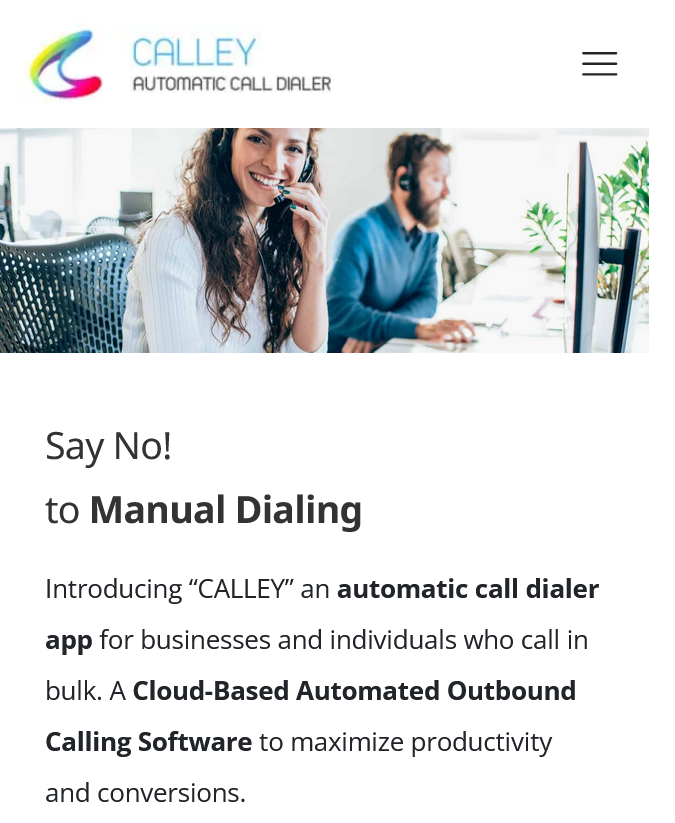 CALLEY
AUTOMATIC CALL DIALER
Say No!
to Manual Dialing
Introducing “CALLEY” an automatic call dialer
app for businesses and individuals who call in
bulk. A Cloud-Based Automated Outbound
Calling Software to maximize productivity
and conversions.